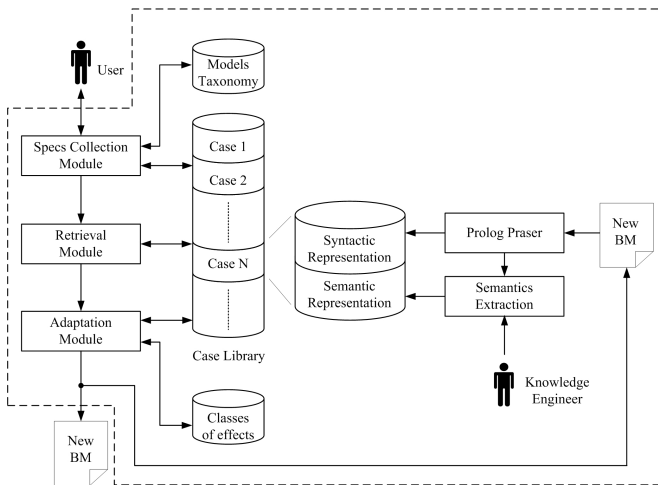 User
Models
Taxonomy
Specs Collection
Module
Case 1
Case 2
Retrieval
Module
Case N
Adaptation
Module
Case Library
Classes
of effects
New
BM
Syntactic
Representation
Semantic
Representation
Prolog Praser
Semantics
Extraction
New
BM
Knowledge
Engineer